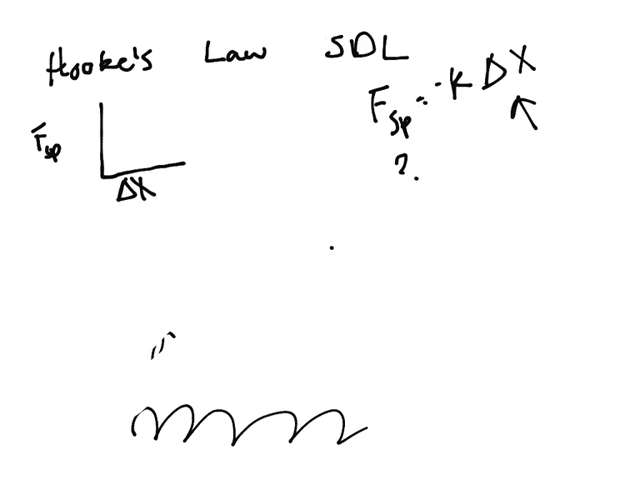 Hooke's Law SDL
Fsp = -k Δx
Fsp
?.
Δx